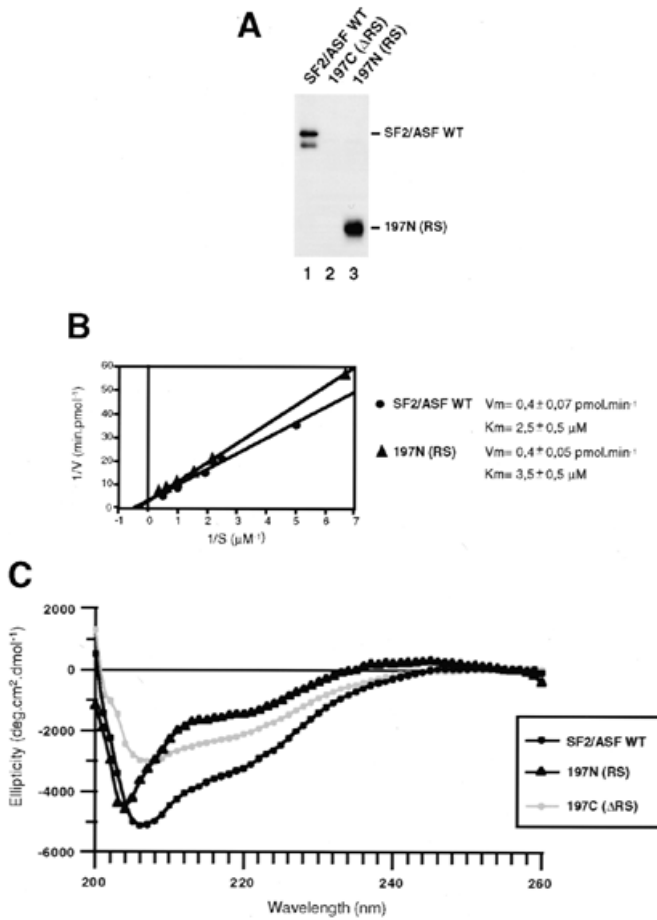 A
SF2/ASF WT
197C (ΔRS)
197N (RS)
SF2/ASF WT
197N (RS)
1 2 3
B
60
50
40
30
20
10
0
1/V (min.pmol⁻¹)
-1 0 1 2 3 4 5 6 7
1/S (µM⁻¹)
SF2/ASF WT Vm= 0,4 ± 0,07 pmol.min⁻¹
Km= 2,5 ± 0,5 µM
197N (RS) Vm= 0,4 ± 0,05 pmol.min⁻¹
Km= 3,5 ± 0,5 µM
C
2000
0
-2000
-4000
-6000
Ellipticity (deg.cm².dmol⁻¹)
200 220 240 260
Wavelength (nm)
SF2/ASF WT
197N (RS)
197C (ΔRS)